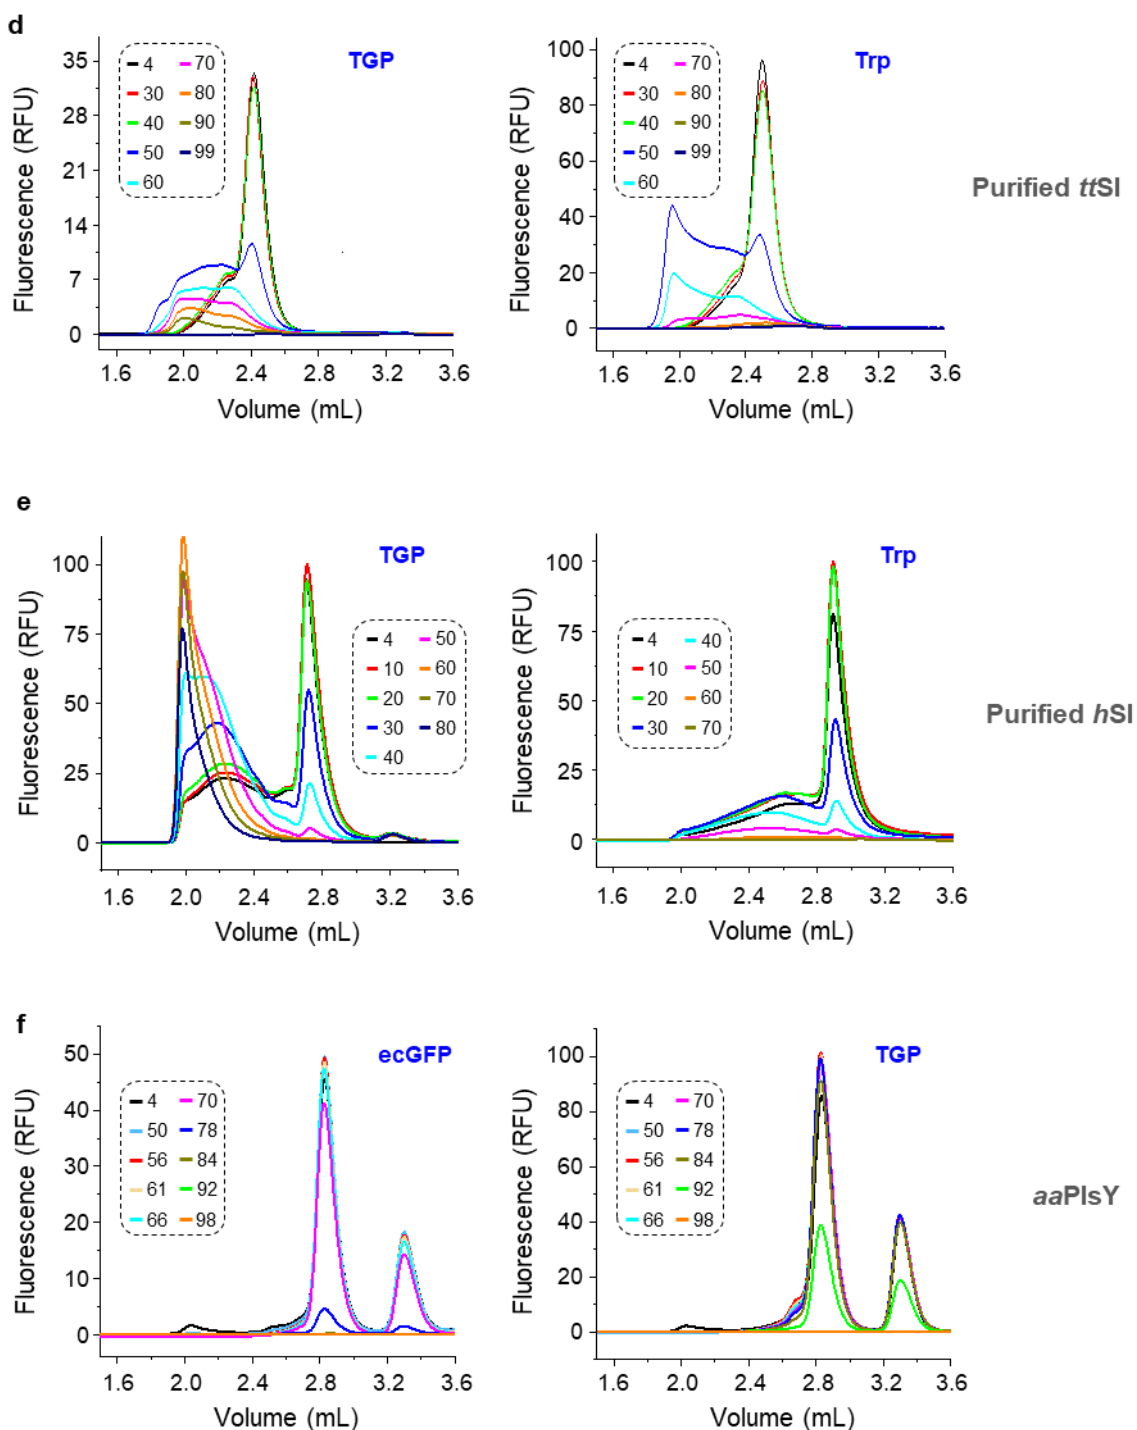 d
TGP
Trp
4 70
30 80
40 90
50 99
60
4 70
30 80
40 90
50 99
60
35
28
21
14
7
0
100
80
60
40
20
0
Fluorescence (RFU)
Fluorescence (RFU)
1.6 2.0 2.4 2.8 3.2 3.6
1.6 2.0 2.4 2.8 3.2 3.6
Volume (mL)
Volume (mL)
Purified ttSI
e
TGP
Trp
4 50
10 60
20 70
30 80
40
4 40
10 50
20 60
30 70
100
75
50
25
0
100
75
50
25
0
Fluorescence (RFU)
Fluorescence (RFU)
1.6 2.0 2.4 2.8 3.2 3.6
1.6 2.0 2.4 2.8 3.2 3.6
Volume (mL)
Volume (mL)
Purified hSI
f
ecGFP
TGP
4 70
50 78
56 84
61 92
66 98
4 70
50 78
56 84
61 92
66 98
50
40
30
20
10
0
100
80
60
40
20
0
Fluorescence (RFU)
Fluorescence (RFU)
1.6 2.0 2.4 2.8 3.2 3.6
1.6 2.0 2.4 2.8 3.2 3.6
Volume (mL)
Volume (mL)
aaPlsY